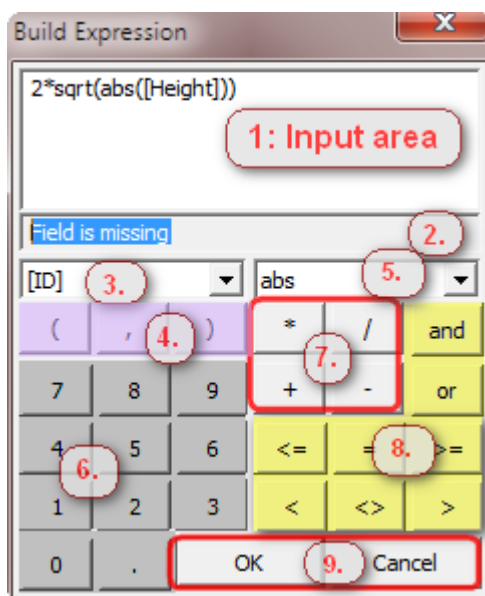 Build Expression
x
2*sqrt(abs([Height]))
1: Input area
Field is missing
2.
[ID] 3. abs 5.
( , 4. ) * / and
7.
7 8 9 + - or
4 5 6 <= = 8. >=
6.
1 2 3 < <> >
0 . OK 9. Cancel